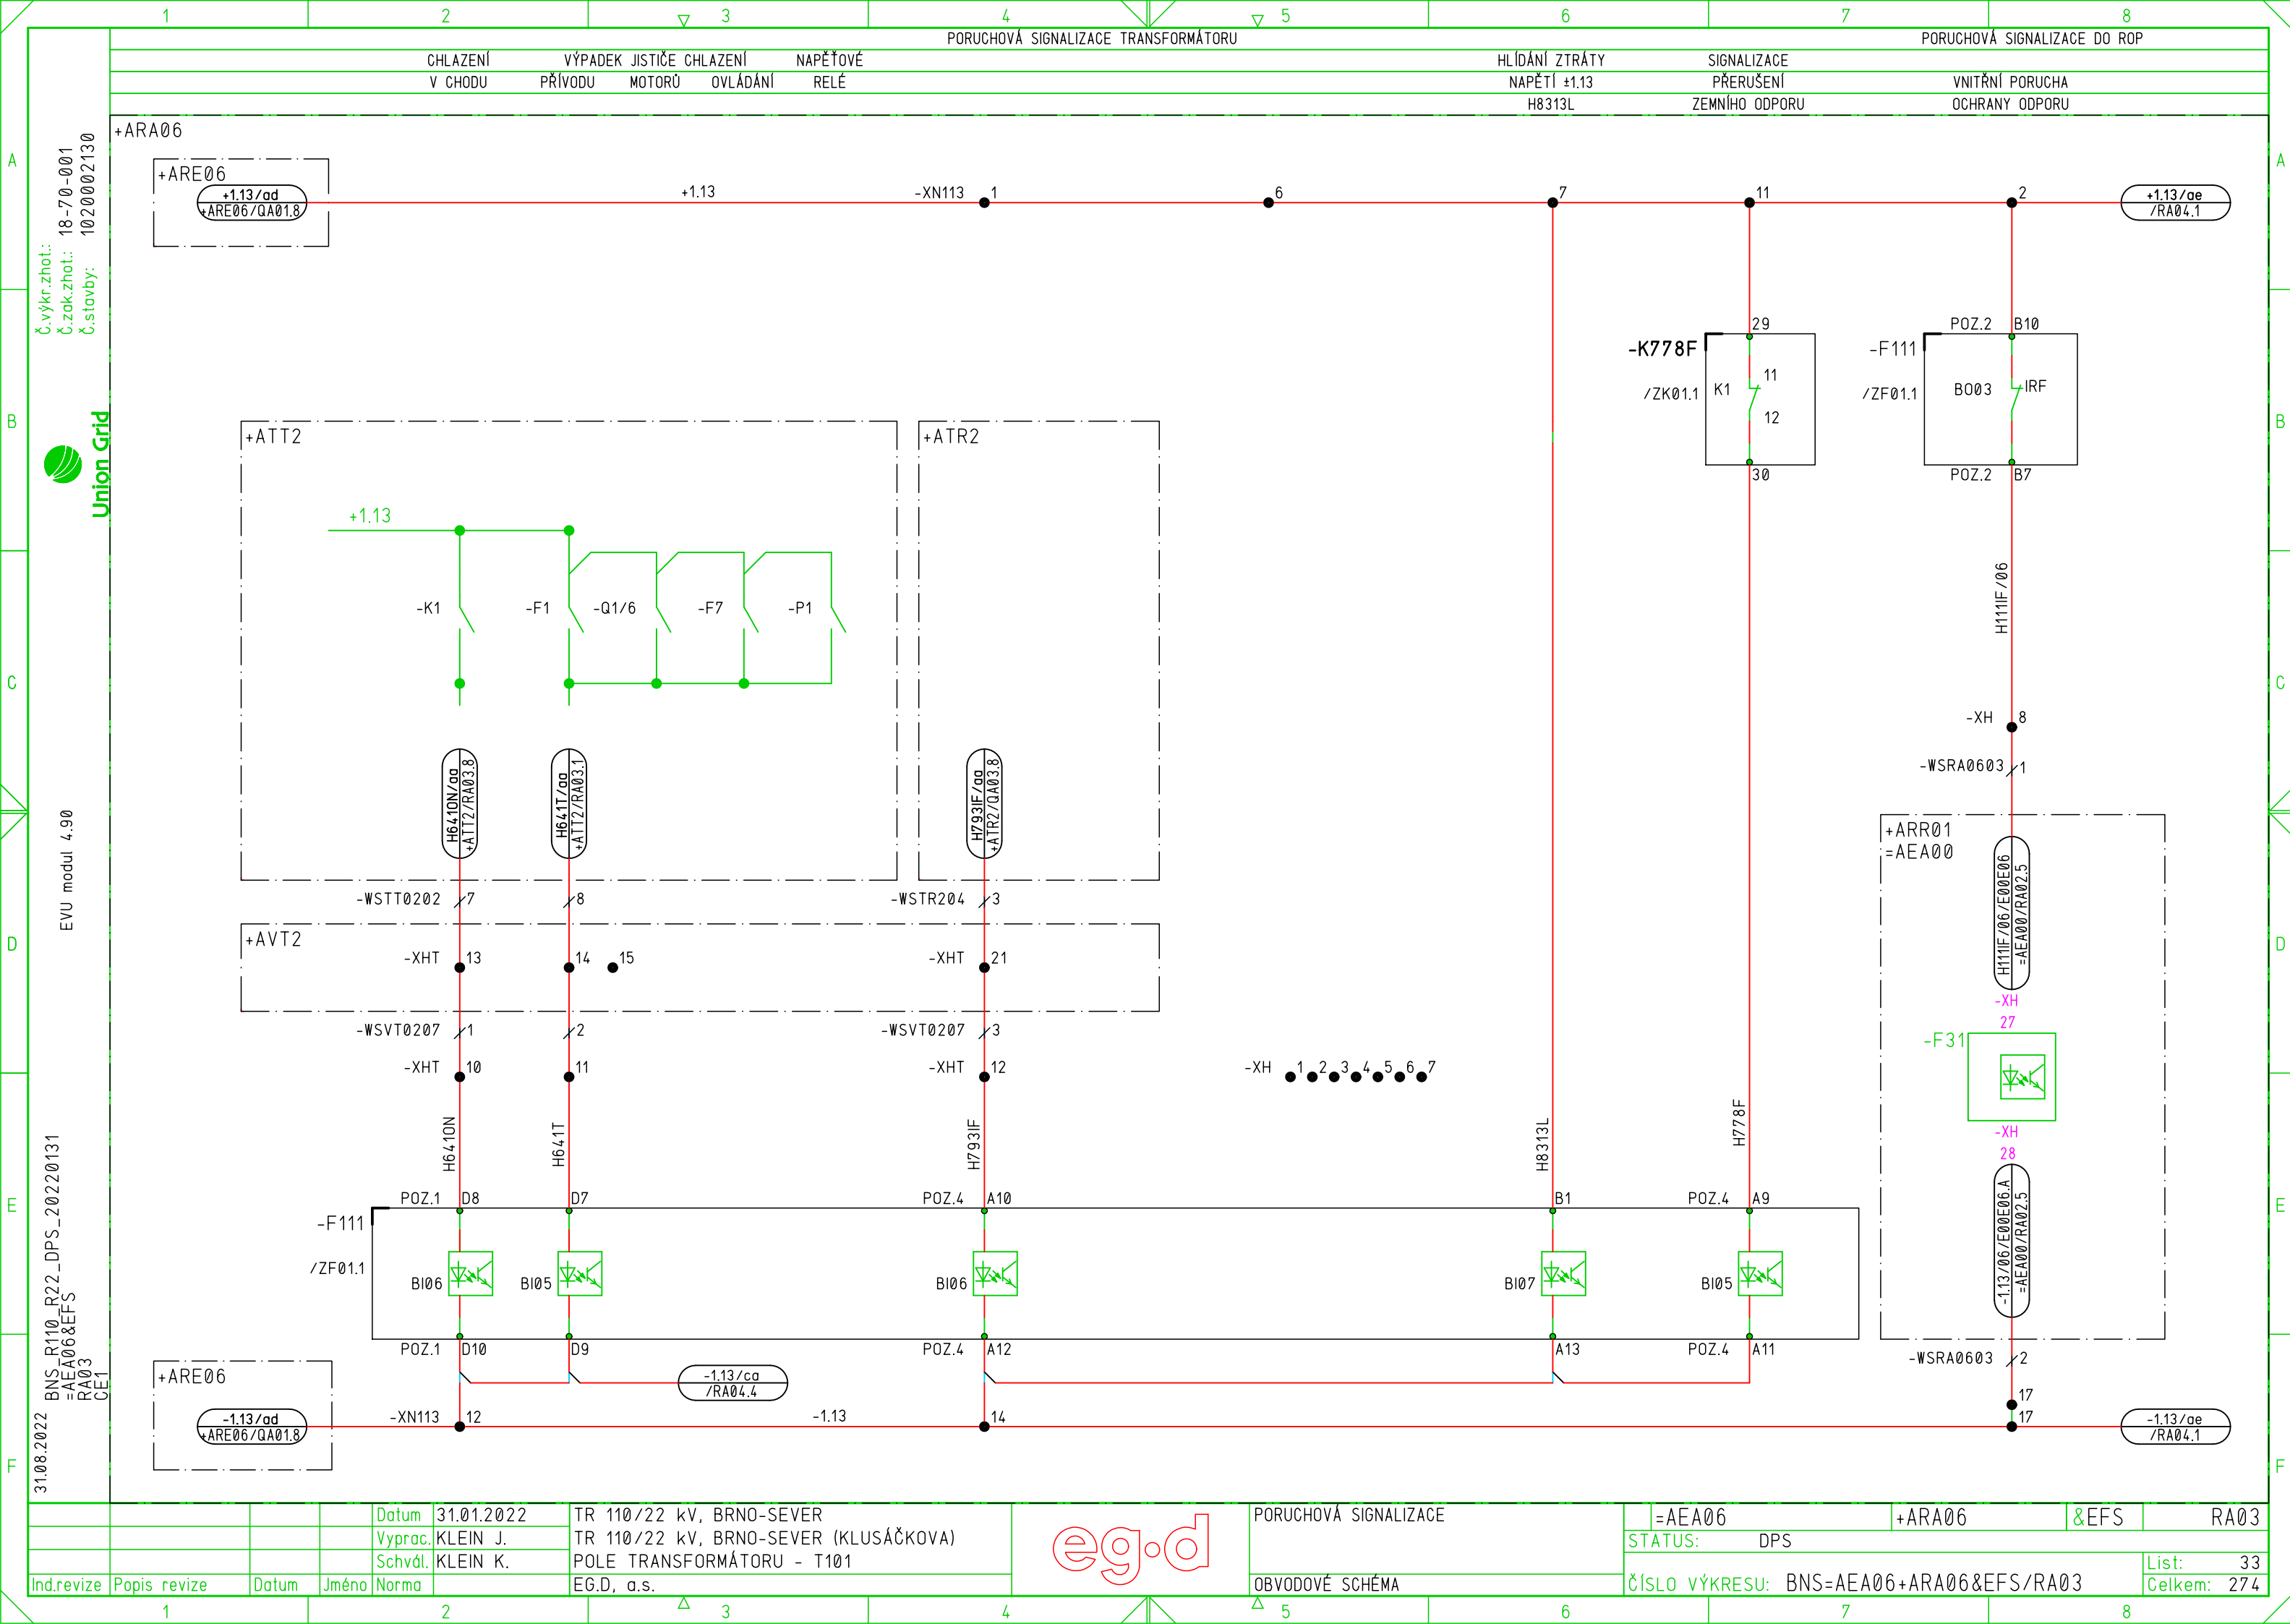 1 2 3 4 5 6 7 8
PORUCHOVÁ SIGNALIZACE TRANSFORMÁTORU
PORUCHOVÁ SIGNALIZACE DO ROP
CHLAZENÍ VÝPADEK JISTIČE CHLAZENÍ NAPĚŤOVÉ HLÍDÁNÍ ZTRÁTY SIGNALIZACE
V CHODU PŘÍVODU MOTORŮ OVLÁDÁNÍ RELÉ NAPĚTÍ ±1.13 PŘERUŠENÍ VNITŘNÍ PORUCHA
H8313L ZEMNÍHO ODPORU OCHRANY ODPORU
+ARA06
A A
+ARE06
+1.13/ad
+ARE06/QA01.8
+1.13
-XN113 1 6 7 11 2
+1.13/ae
/RA04.1
Č.výkr.zhot.:
Č.zak.zhot.: 18-70-001
Č.stavby: 1020002130
29
POZ.2 B10
-K778F
-F111
/ZK01.1 K1 11
12
/ZF01.1 BO03 IRF
30
POZ.2 B7
B B
Union Grid
+ATT2
+ATR2
+1.13
-K1 -F1 -Q1/6 -F7 -P1
H111IF/06
C C
-XH 8
-WSRA0603 1
H641ON/aa
+ATT2/RA03.8
H641T/aa
+ATT2/RA03.1
H793IF/aa
+ATR2/QA03.8
EVU modul 4.90
+ARR01
=AEA00
H111IF/06/E00E06
=AEA00/RA02.5
-WSTT0202 7 8
-WSTR204 3
D D
+AVT2
-XHT 13 14 15
-XHT 21
-XH
27
-WSVT0207 1 2
-WSVT0207 3
-F31
-XHT 10 11
-XHT 12
-XH 1 2 3 4 5 6 7
H641ON
H641T
H793IF
H8313L
H778F
-XH
28
-1.13/06/E00E06.A
=AEA00/RA02.5
E E
POZ.1 D8 D7 POZ.4 A10 B1 POZ.4 A9
-F111
/ZF01.1
BI06 BI05 BI06 BI07 BI05
POZ.1 D10 D9 POZ.4 A12 A13 POZ.4 A11
-WSRA0603 2
+ARE06
-1.13/ca
/RA04.4
-1.13/ad
+ARE06/QA01.8
-XN113 12
-1.13
14
17
17
-1.13/ae
/RA04.1
F F
31.08.2022
BNS_R110_R22_DPS_20220131
=AEA06&EFS
RA03
CE1
Datum 31.01.2022 TR 110/22 kV, BRNO-SEVER
Vyprac. KLEIN J. TR 110/22 kV, BRNO-SEVER (KLUSÁČKOVA)
Schvál. KLEIN K. POLE TRANSFORMÁTORU - T101
Ind.revize Popis revize Datum Jméno Norma EG.D, a.s.
eg.d
PORUCHOVÁ SIGNALIZACE
OBVODOVÉ SCHÉMA
=AEA06 +ARA06 &EFS RA03
STATUS: DPS
List: 33
ČÍSLO VÝKRESU: BNS=AEA06+ARA06&EFS/RA03
Celkem: 274
1 2 3 4 5 6 7 8